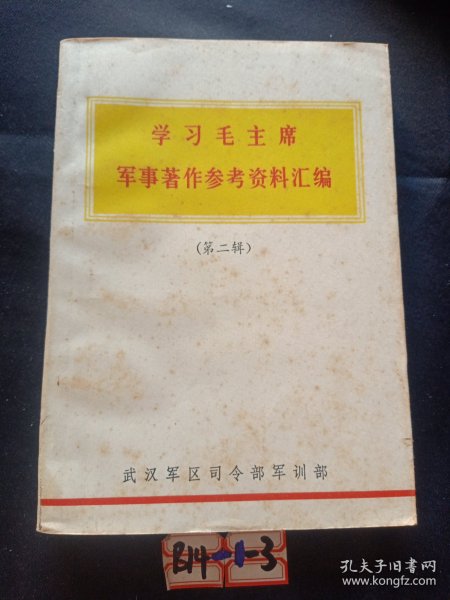 学习毛主席
军事著作参考资料汇编
（第二辑）
武汉军区司令部军训部
B14-1-3
孔夫子旧书网
www.kongfz.com